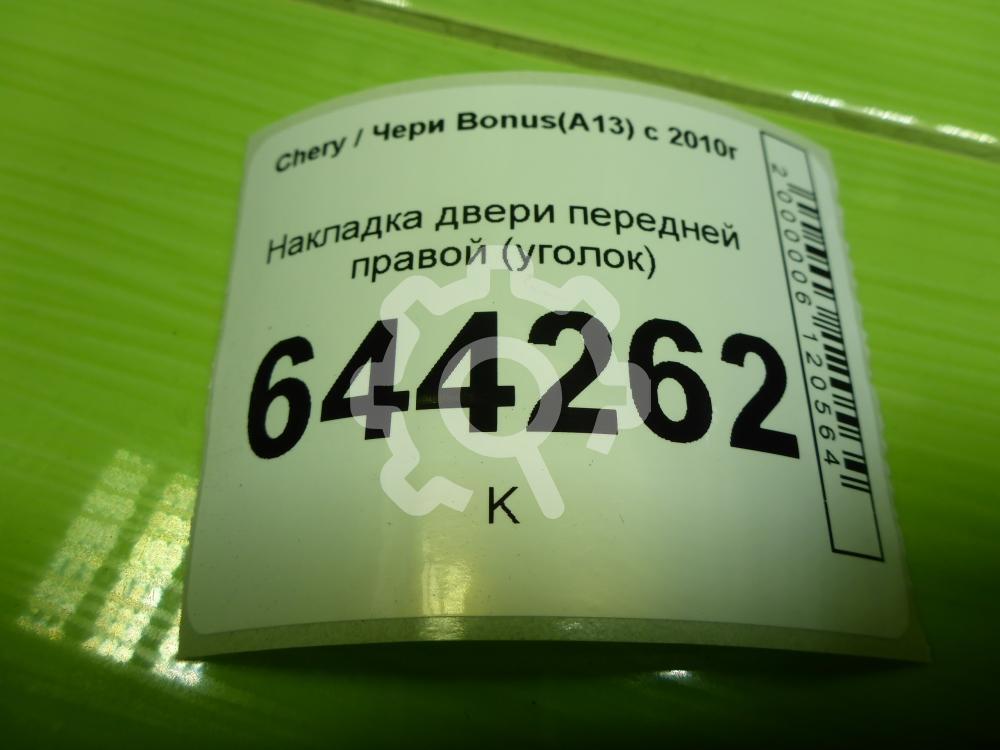 Chery / Чери Bonus(A13) с 2010г
Накладка двери передней
правой (уголок)
644262
К
2000006120564